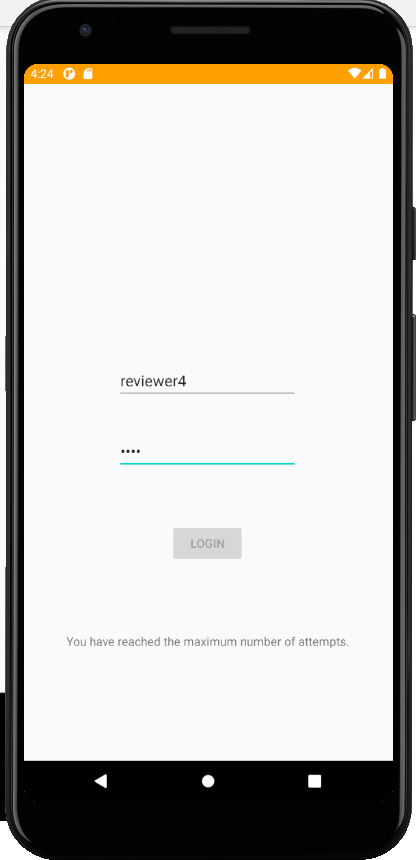 4:24
reviewer4
••••
LOGIN
You have reached the maximum number of attempts.